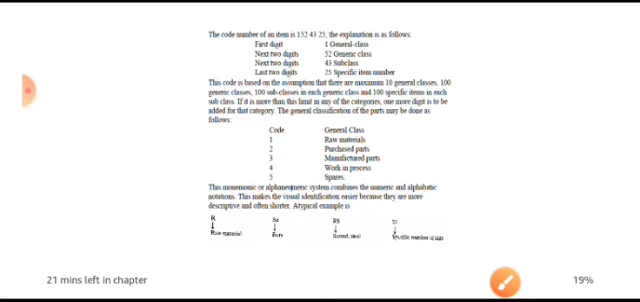 The code number of an item is 152 43 25, the explanation is as follows:
First digit 1 General-class
Next two digits 52 Generic class
Next two digits 43 Subclass
Last two digits 25 Specific item number
This code is based on the assumption that there are maximum 10 general classes, 100
generic classes, 100 sub-classes in each generic class and 100 specific items in each
sub class. If it is more than this limit in any of the categories, one more digit is to be
added for that category. The general classification of the parts may be done as
follows:
Code General Class
1 Raw materials
2 Purchased parts
3 Manufactured parts
4 Work in process
5 Spares.
This mnemonic or system combines the numeric and alphabetic
notations. This makes the visual identification easier because they are more
descriptive and often shorter. Atypical example is
R Ba RS
Raw material Bars Round, steel number
21 mins left in chapter 19%